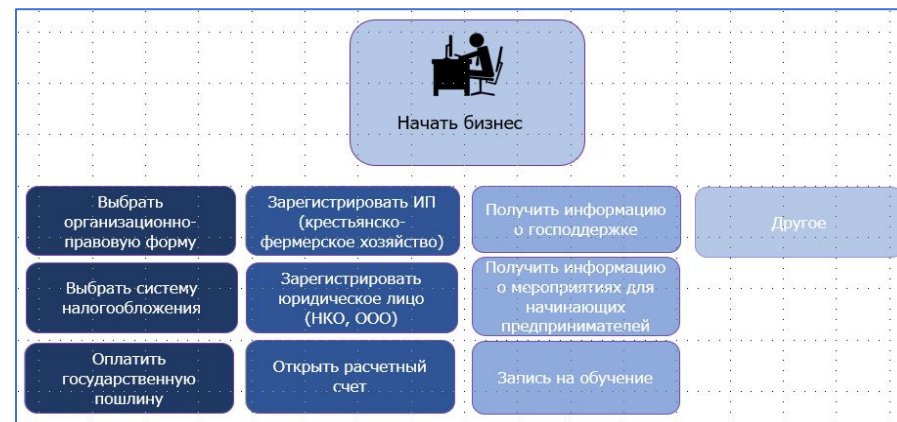 Начать бизнес
Выбрать
организационно-
правовую форму
Зарегистрировать ИП
(крестьянско-
фермерское хозяйство)
Получить информацию
о господдержке
Другое
Выбрать систему
налогообложения
Зарегистрировать
юридическое лицо
(НКО, ООО)
Получить информацию
о мероприятиях для
начинающих
предпринимателей
Оплатить
государственную
пошлину
Открыть расчетный
счет
Запись на обучение